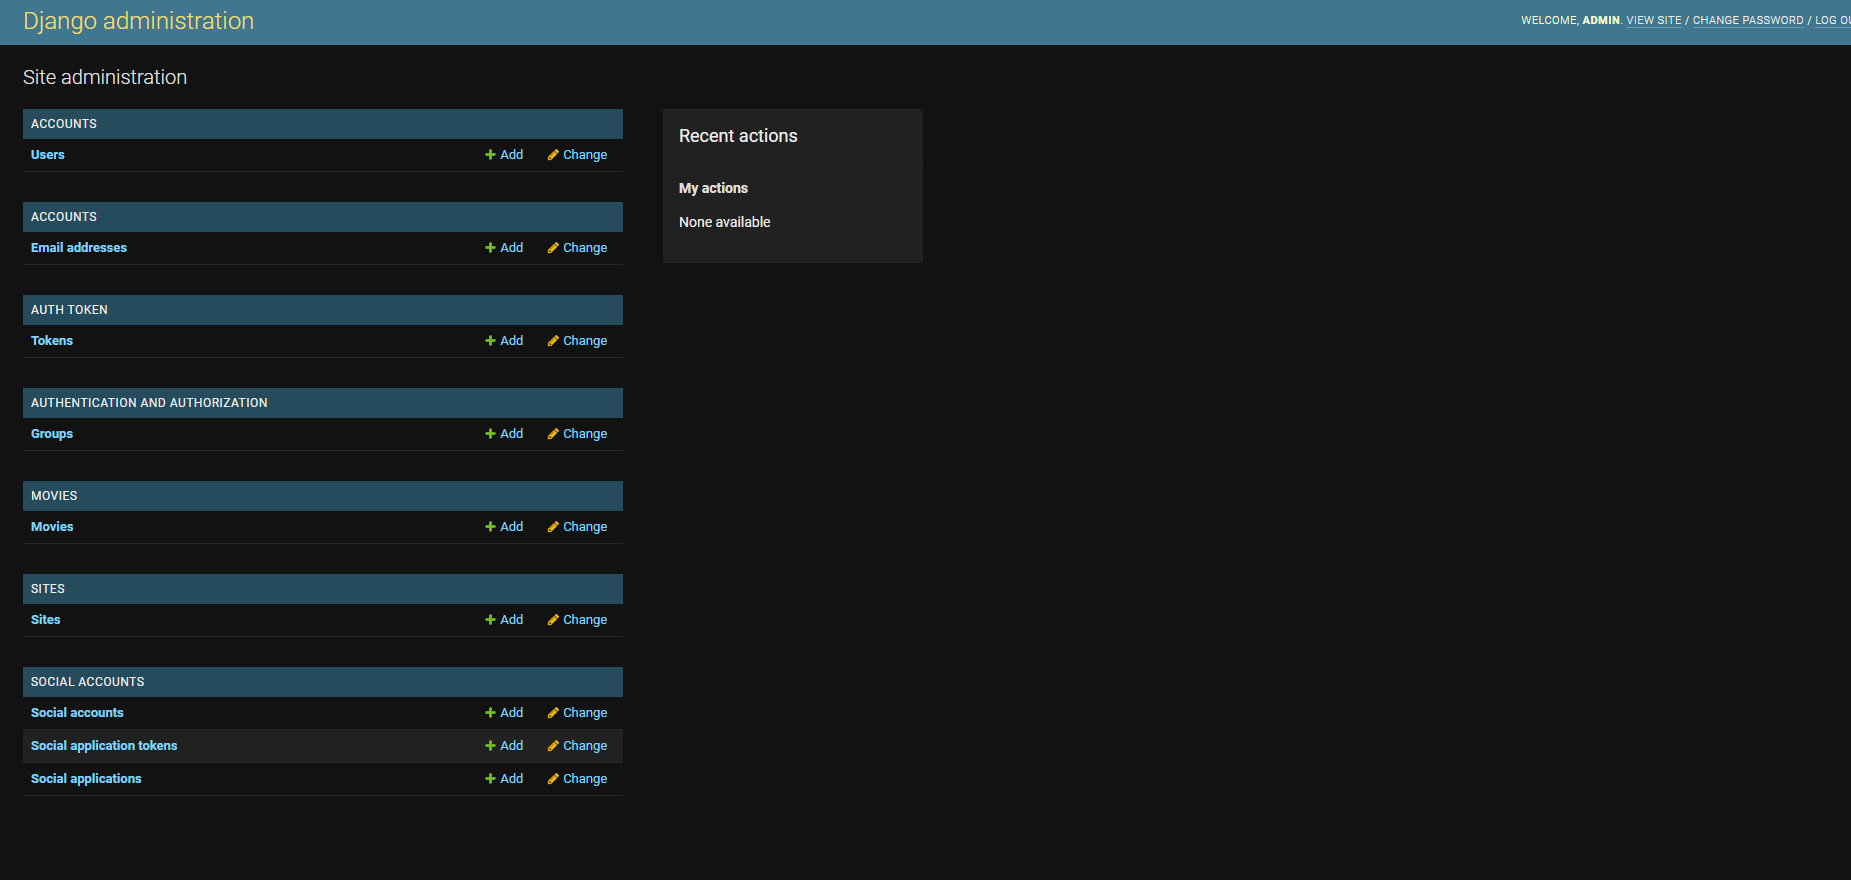 Django administration
WELCOME, ADMIN. VIEW SITE / CHANGE PASSWORD / LOG OU
Site administration
ACCOUNTS
Users Add Change
ACCOUNTS
Email addresses Add Change
AUTH TOKEN
Tokens Add Change
AUTHENTICATION AND AUTHORIZATION
Groups Add Change
MOVIES
Movies Add Change
SITES
Sites Add Change
SOCIAL ACCOUNTS
Social accounts Add Change
Social application tokens Add Change
Social applications Add Change
Recent actions
My actions
None available